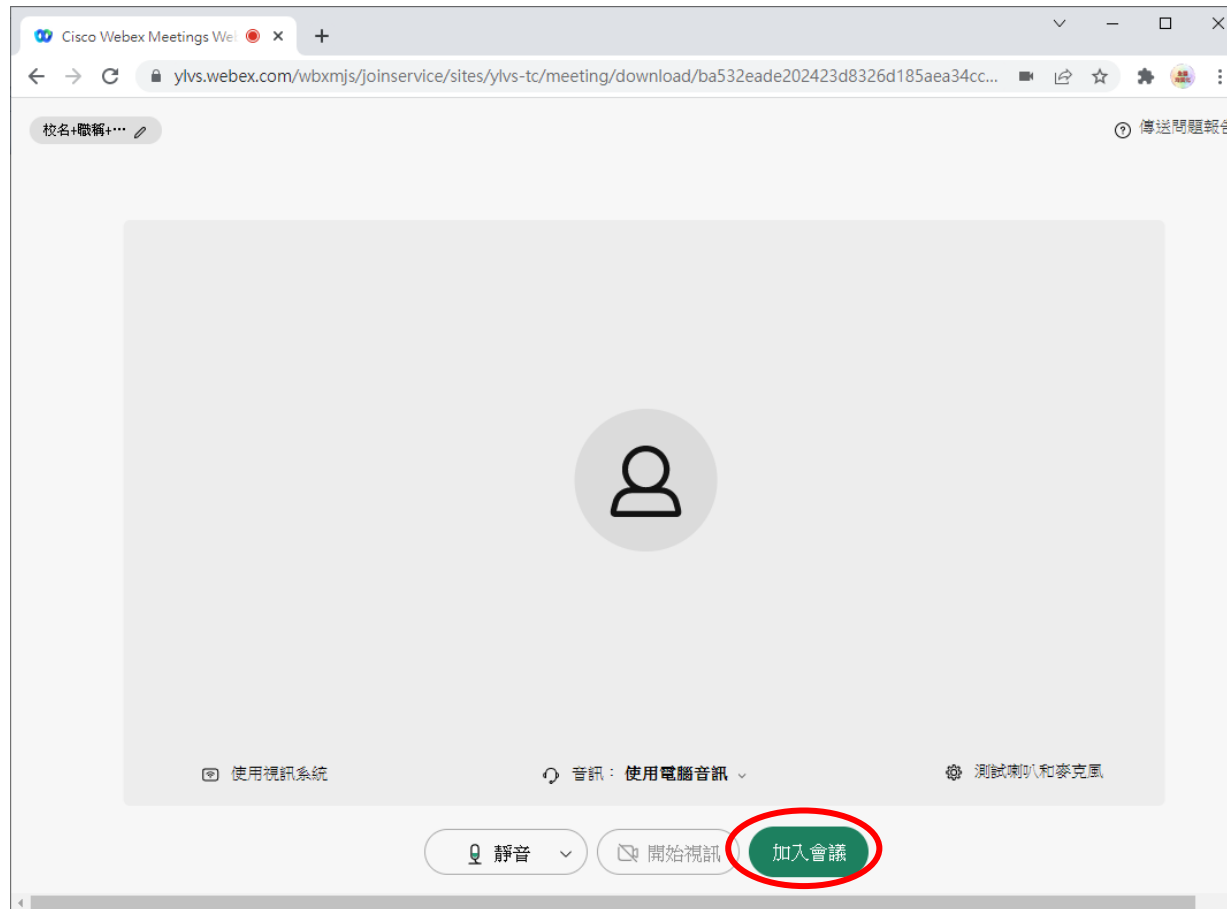 Cisco Webex Meetings We
ylvs.webex.com/wbxmjs/joinservice/sites/ylvs-tc/meeting/download/ba532eade202423d8326d185aea34cc...
校名+職稱+…
傳送問題報告
使用視訊系統
音訊：使用電腦音訊
測試喇叭和麥克風
靜音
開始視訊
加入會議